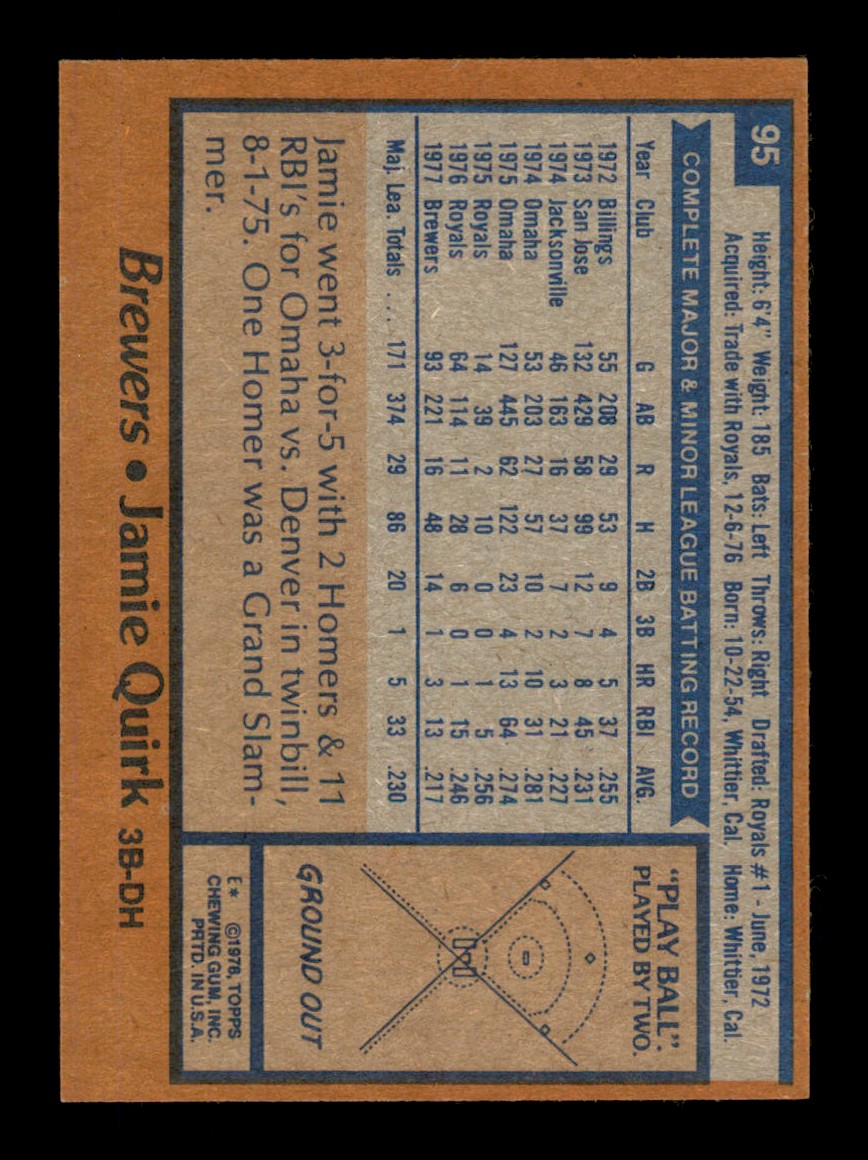 95
Height: 6'4" Weight: 185 Bats: Left Throws: Right Drafted: Royals #1 - June, 1972
Acquired: Trade with Royals, 12-6-76 Born: 10-22-54, Whittier, Cal. Home: Whittier, Cal.
COMPLETE MAJOR & MINOR LEAGUE BATTING RECORD
Year Club G AB R H 2B 3B HR RBI AVG.
1972 Billings 55 208 29 53 9 4 5 37 .255
1973 San Jose 132 429 58 99 12 7 8 45 .231
1974 Jacksonville 46 163 16 37 7 2 3 21 .227
1974 Omaha 53 203 27 57 10 2 10 31 .281
1975 Omaha 127 445 62 122 23 4 13 64 .274
1975 Royals 14 39 2 10 0 0 1 5 .256
1976 Royals 64 114 11 28 6 0 1 15 .246
1977 Brewers 93 221 16 48 14 1 3 13 .217
Maj. Lea. Totals . . . 171 374 29 86 20 1 5 33 .230
Jamie went 3-for-5 with 2 Homers & 11
RBI's for Omaha vs. Denver in twinbill,
8-1-75. One Homer was a Grand Slam-
mer.
"PLAY BALL"
PLAYED BY TWO.
GROUND OUT
E* ©1978, TOPPS
CHEWING GUM, INC.
PRTD. IN U.S.A.
Brewers • Jamie Quirk 3B-DH